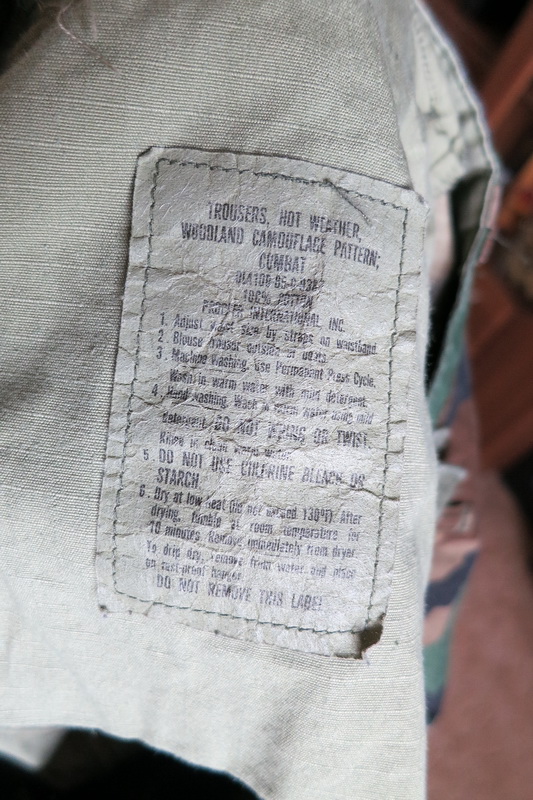 TROUSERS, HOT WEATHER,
WOODLAND CAMOUFLAGE PATTERN;
COMBAT
100% COTTON
INTERNATIONAL INC.
1. Adjust waist size by straps on waistband.
2. Blouse trouser outside of boots.
3. Machine washing. Use Permanent Press Cycle.
Wash in warm water with mild detergent.
4. Hand washing. Wash in warm water using mild
detergent. DO NOT WRING OR TWIST.
Rinse in clean warm water.
5. DO NOT USE CHLORINE BLEACH OR
STARCH
6. Dry at low heat (do not exceed 130°F). After
drying, tumble at room temperature for
10 minutes. Remove immediately from dryer.
To drip dry, remove from water and place
on rust-proof hanger.
DO NOT REMOVE THIS LABEL